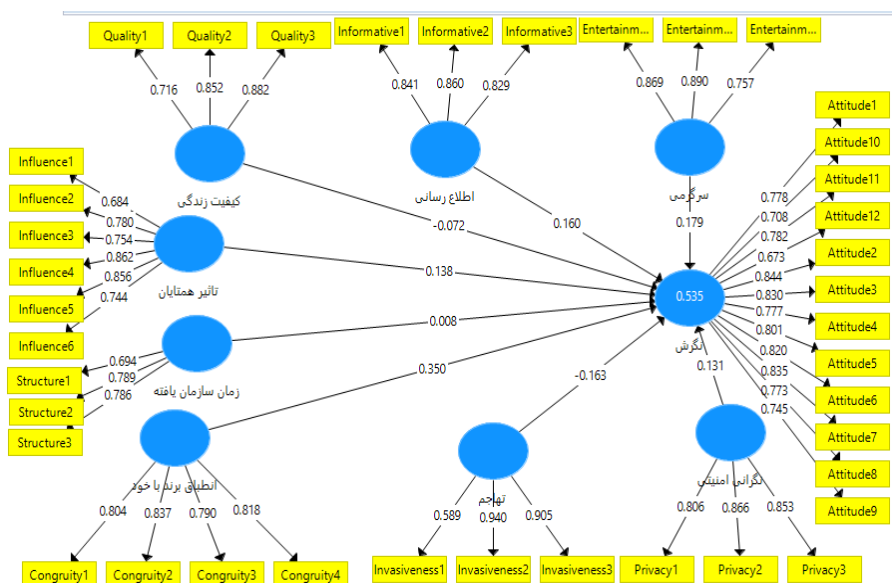 Quality1
Quality2
Quality3
Informative1
Informative2
Informative3
Entertainm...
Entertainm...
Entertainm...
0.716
0.852
0.882
0.841
0.860
0.829
0.869
0.890
0.757
کیفیت زندگی
اطلاع رسانی
سرگرمی
Influence1
Influence2
Influence3
Influence4
Influence5
Influence6
0.684
0.780
0.754
0.862
0.856
0.744
تاثیر همتایان
Structure1
Structure2
Structure3
0.694
0.789
0.786
زمان سازمان یافته
-0.072
0.160
0.179
0.138
0.008
0.350
-0.163
0.131
0.535
نگرش
Attitude1
Attitude10
Attitude11
Attitude12
Attitude2
Attitude3
Attitude4
Attitude5
Attitude6
Attitude7
Attitude8
Attitude9
0.778
0.708
0.782
0.673
0.844
0.830
0.777
0.801
0.820
0.835
0.773
0.745
انطباق برند با خود
0.804
0.837
0.790
0.818
Congruity1
Congruity2
Congruity3
Congruity4
تهاجم
0.589
0.940
0.905
Invasiveness1
Invasiveness2
Invasiveness3
نگرانی امنیتی
0.806
0.866
0.853
Privacy1
Privacy2
Privacy3